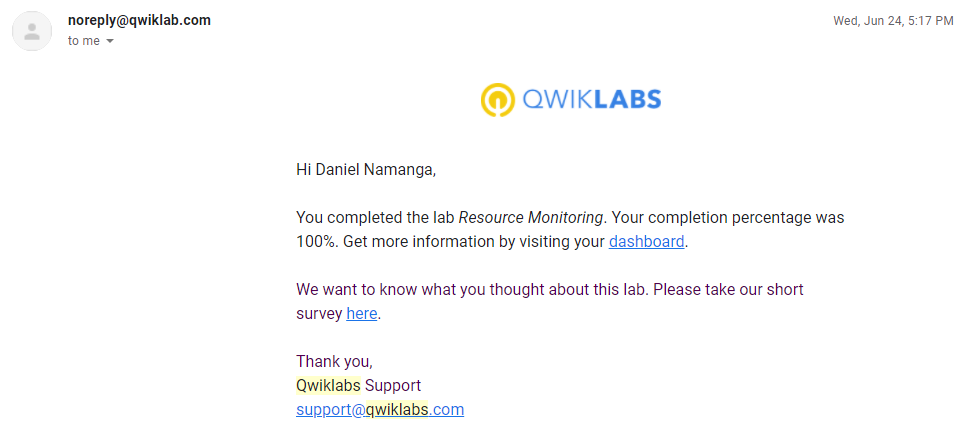 noreply@qwiklab.com
Wed, Jun 24, 5:17 PM
to me
QWIKLABS
Hi Daniel Namanga,
You completed the lab Resource Monitoring. Your completion percentage was
100%. Get more information by visiting your dashboard.
We want to know what you thought about this lab. Please take our short
survey here.
Thank you,
Qwiklabs Support
support@qwiklabs.com